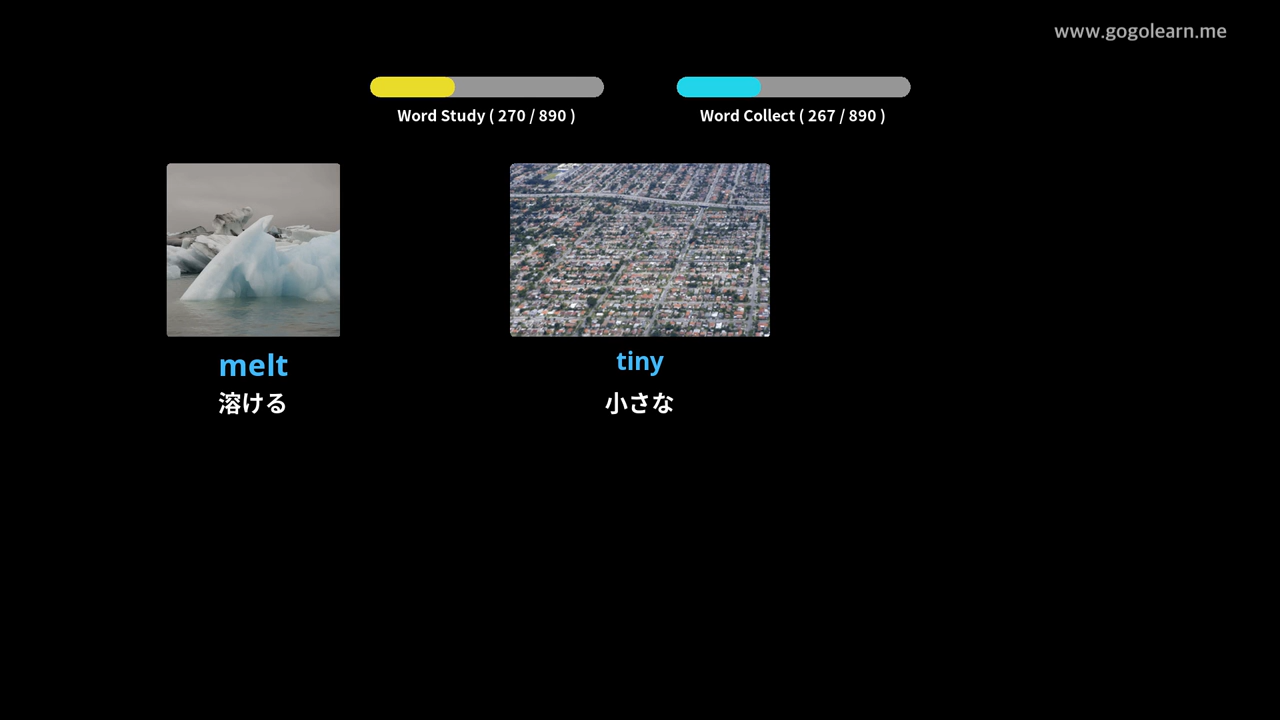 www.gogolearn.me
Word Study ( 270 / 890 )
Word Collect ( 267 / 890 )
melt
溶ける
tiny
小さな